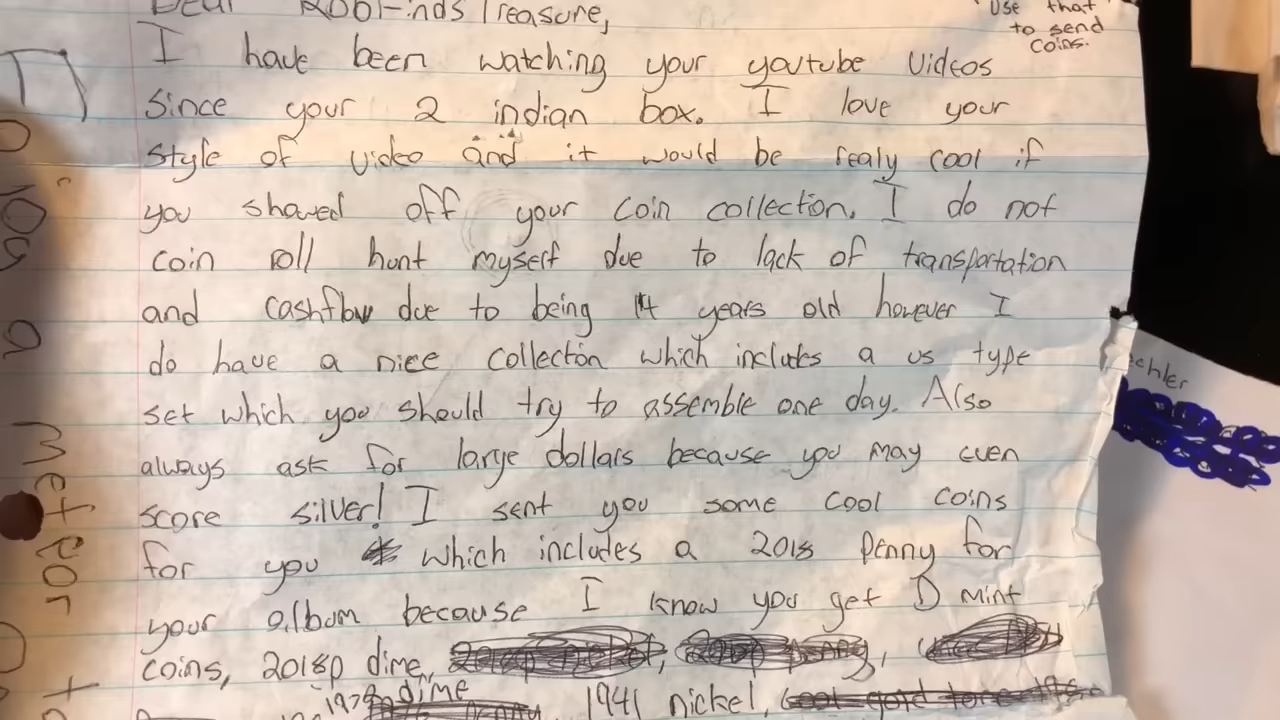 Dear RobFindsTreasure,
Use that
to send
coins.
I have been watching your youtube videos
since your 2 indian box. I love your
style of video and it would be realy cool if
you showed off your coin collection. I do not
coin roll hunt myself due to lack of transportation
and cashflow due to being 14 years old however I
do have a nice collection which includes a us type
set which you should try to assemble one day. Also
always ask for large dollars because you may even
score silver! I sent you some cool coins
for you which includes a 2018 penny for
your album because I know you get D mint
coins, 2018p dime,
dime
1941 nickel,